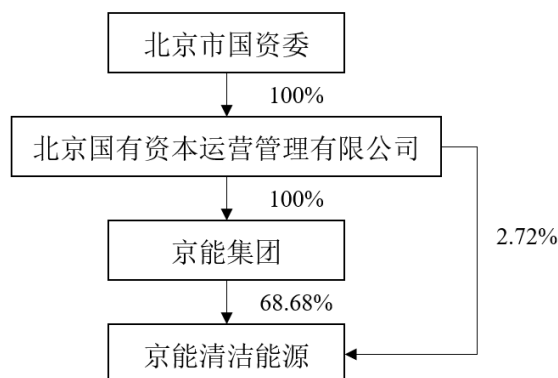 北京市国资委
100%
北京国有资本运营管理有限公司
100%
2.72%
京能集团
68.68%
京能清洁能源